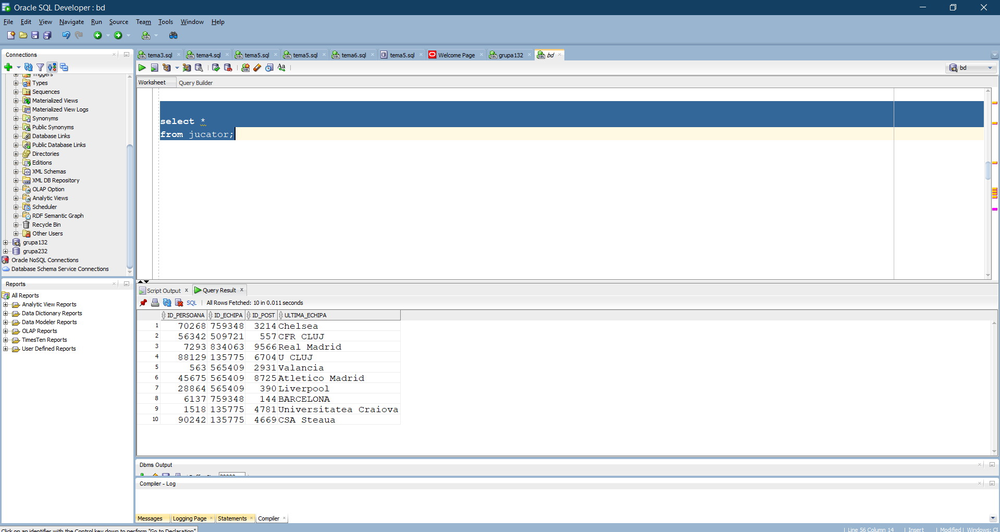 Oracle SQL Developer : bd
File Edit View Navigate Run Source Team Tools Window Help
Connections
tema3.sql tema4.sql tema5.sql tema5.sql tema6.sql tema5.sql Welcome Page grupa132 bd
bd
Worksheet Query Builder
Triggers
Types
Sequences
Materialized Views
Materialized View Logs
Synonyms
Public Synonyms
Database Links
Public Database Links
Directories
Editions
XML Schemas
XML DB Repository
OLAP Option
Analytic Views
Scheduler
RDF Semantic Graph
Recycle Bin
Other Users
grupa132
grupa232
Oracle NoSQL Connections
Database Schema Service Connections
select *
from jucator;
Reports
All Reports
Analytic View Reports
Data Dictionary Reports
Data Modeler Reports
OLAP Reports
TimesTen Reports
User Defined Reports
Script Output x Query Result x
SQL All Rows Fetched: 10 in 0.011 seconds
ID_PERSOANA ID_ECHIPA ID_POST ULTIMA_ECHIPA
1 70268 759348 3214 Chelsea
2 56342 509721 557 CFR CLUJ
3 7293 834063 9566 Real Madrid
4 88129 135775 6704 U CLUJ
5 563 565409 2931 Valancia
6 45675 565409 8725 Atletico Madrid
7 28864 565409 390 Liverpool
8 6137 759348 144 BARCELONA
9 1518 135775 4781 Universitatea Craiova
10 90242 135775 4669 CSA Steaua
Dbms Output
Compiler - Log
Messages Logging Page Statements Compiler
Click on an identifier with the Control key down to perform "Go to Declaration"
Line 56 Column 14 Insert Modified Windows: CF